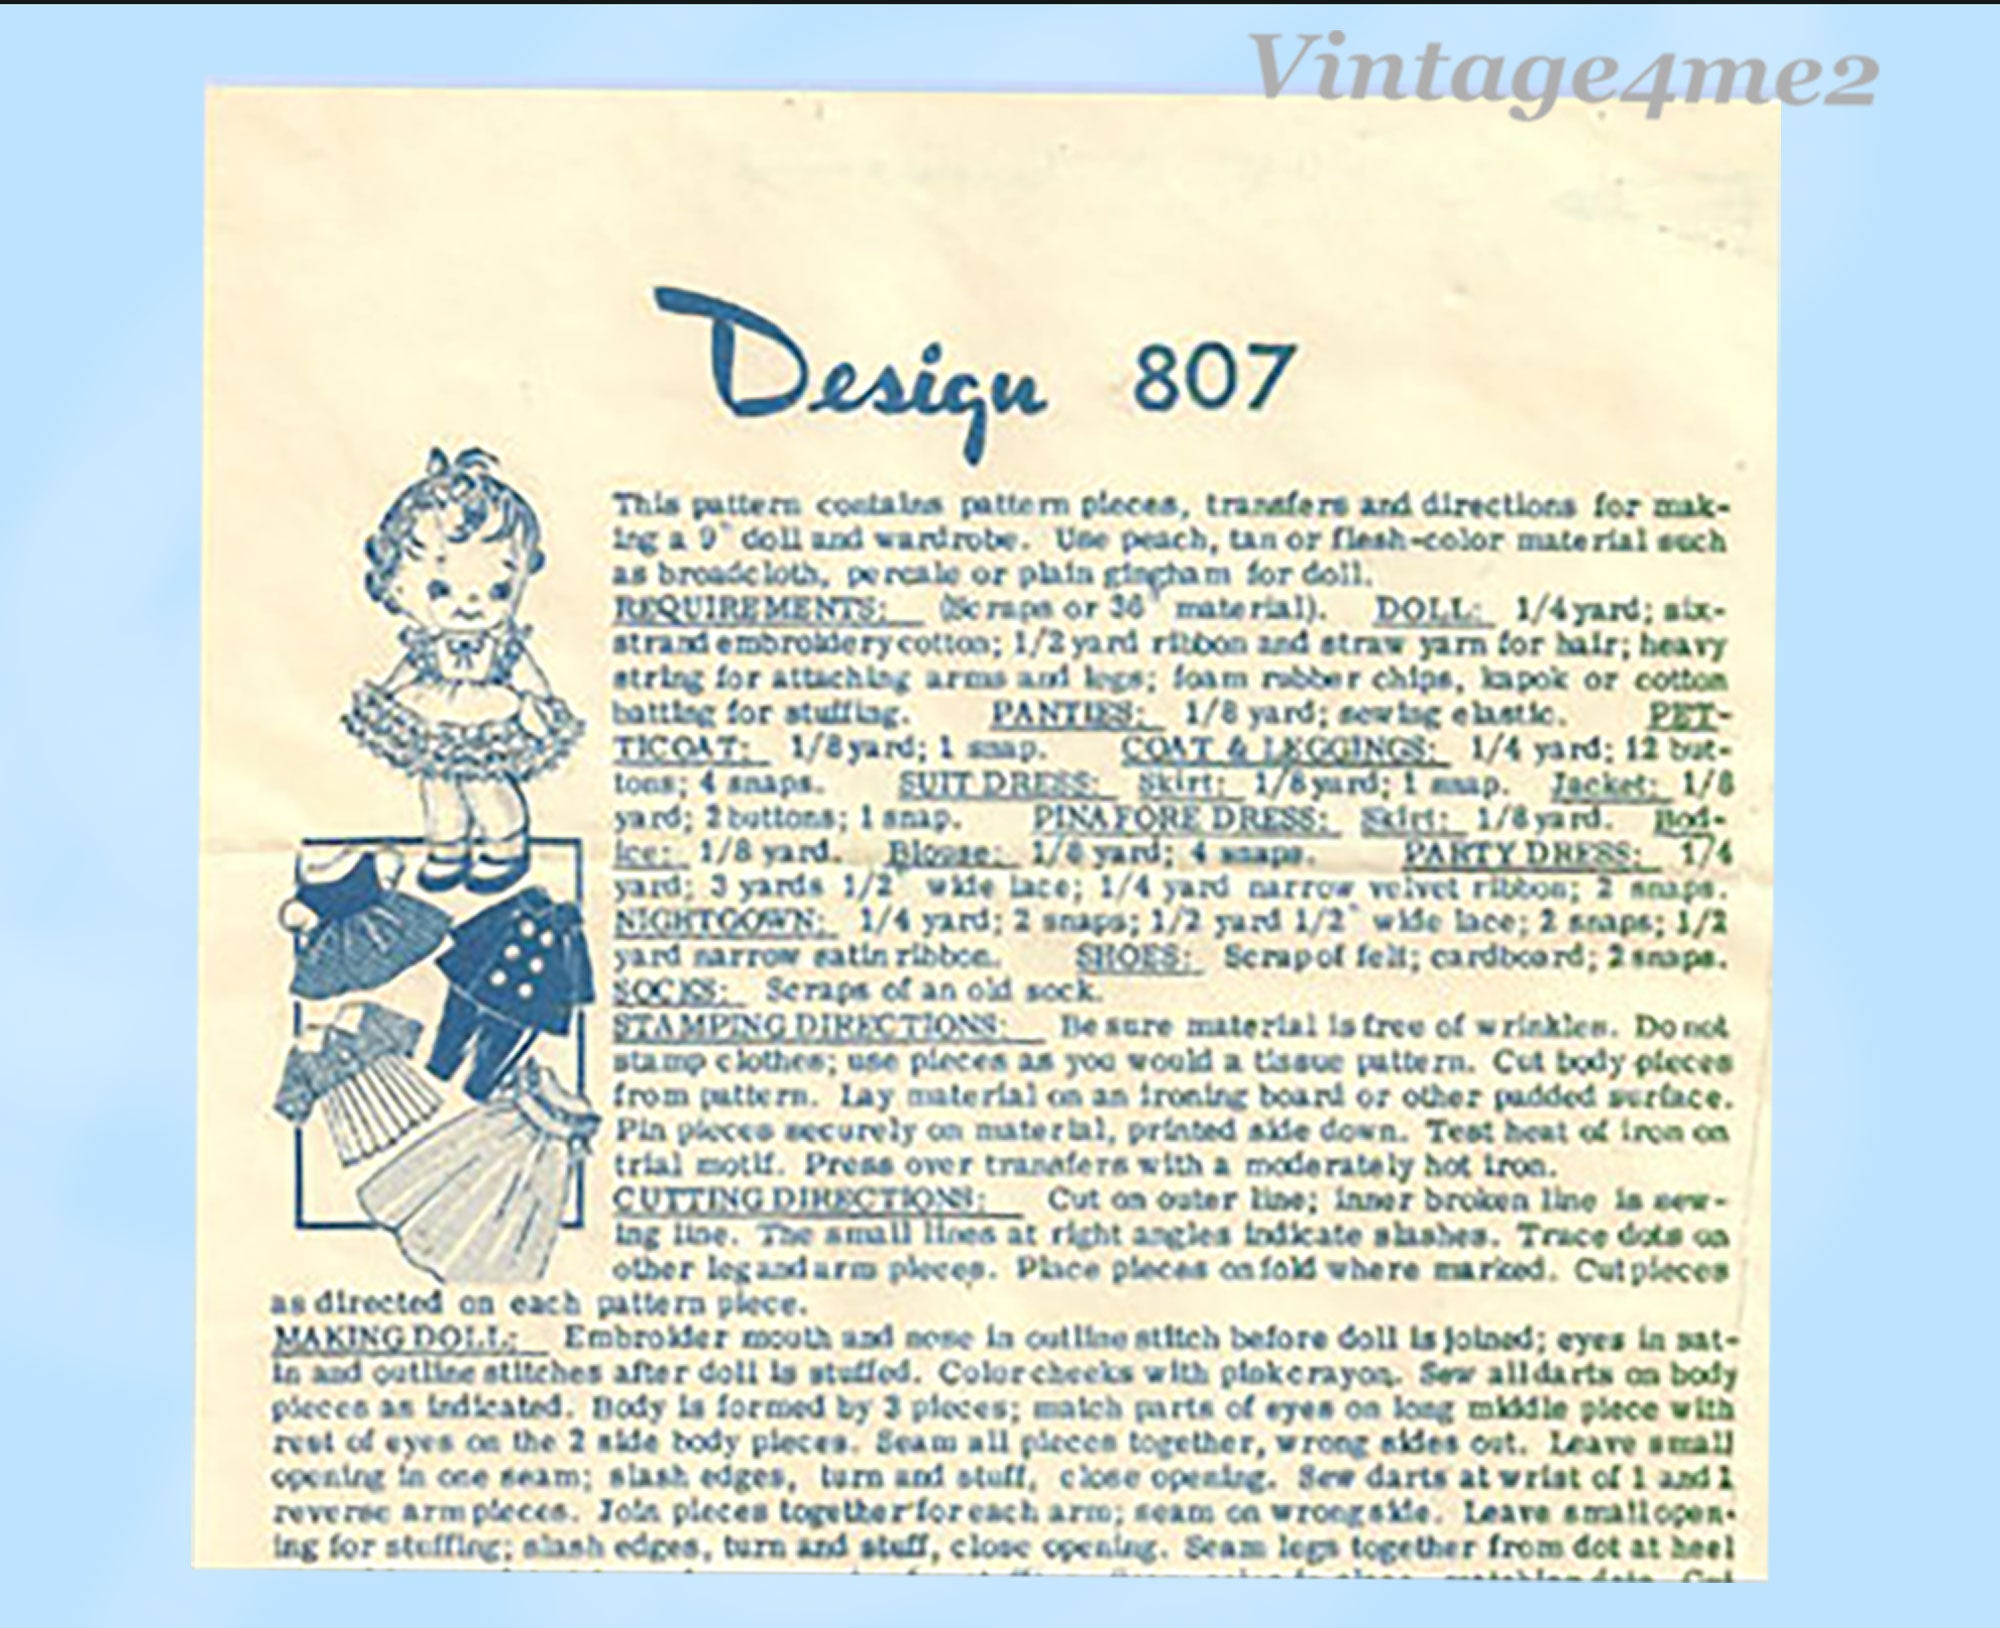 Vintage4me2
Design 807
This pattern contains pattern pieces, transfers and directions for mak-
ing a 9" doll and wardrobe. Use peach, tan or flesh-color material such
as broadcloth, percale or plain gingham for doll.
REQUIREMENTS: (Scraps or 36" material). DOLL: 1/4 yard; six-
strand embroidery cotton; 1/2 yard ribbon and straw yarn for hair; heavy
string for attaching arms and legs; foam rubber chips, kapok or cotton
batting for stuffing. PANTIES: 1/8 yard; sewing elastic. PET-
TICOAT: 1/8 yard; 1 snap. COAT & LEGGINGS: 1/4 yard; 12 but-
tons; 4 snaps. SUIT DRESS: Skirt: 1/8 yard; 1 snap. Jacket: 1/8
yard; 2 buttons; 1 snap. PINAFORE DRESS: Skirt: 1/8 yard. Bod-
ice: 1/8 yard. Blouse: 1/8 yard; 4 snaps. PARTY DRESS: 1/4
yard; 3 yards 1/2" wide lace; 1/4 yard narrow velvet ribbon; 2 snaps.
NIGHTGOWN: 1/4 yard; 2 snaps; 1/2 yard 1/2" wide lace; 2 snaps; 1/2
yard narrow satin ribbon. SHOES: Scrap of felt; cardboard; 2 snaps.
SOCKS: Scraps of an old sock.
STAMPING DIRECTIONS: Be sure material is free of wrinkles. Do not
stamp clothes; use pieces as you would a tissue pattern. Cut body pieces
from pattern. Lay material on an ironing board or other padded surface.
Pin pieces securely on material, printed side down. Test heat of iron on
trial motif. Press over transfers with a moderately hot iron.
CUTTING DIRECTIONS: Cut on outer line; inner broken line is sew-
ing line. The small lines at right angles indicate slashes. Trace dots on
other leg and arm pieces. Place pieces on fold where marked. Cut pieces
as directed on each pattern piece.
MAKING DOLL: Embroider mouth and nose in outline stitch before doll is joined; eyes in sat-
in and outline stitches after doll is stuffed. Color cheeks with pink crayon. Sew all darts on body
pieces as indicated. Body is formed by 3 pieces; match parts of eyes on long middle piece with
rest of eyes on the 2 side body pieces. Seam all pieces together, wrong sides out. Leave small
opening in one seam; slash edges, turn and stuff, close opening. Sew darts at wrist of 1 and 1
reverse arm pieces. Join pieces together for each arm; seam on wrong side. Leave small open-
ing for stuffing; slash edges, turn and stuff, close opening. Seam legs together from dot at heel